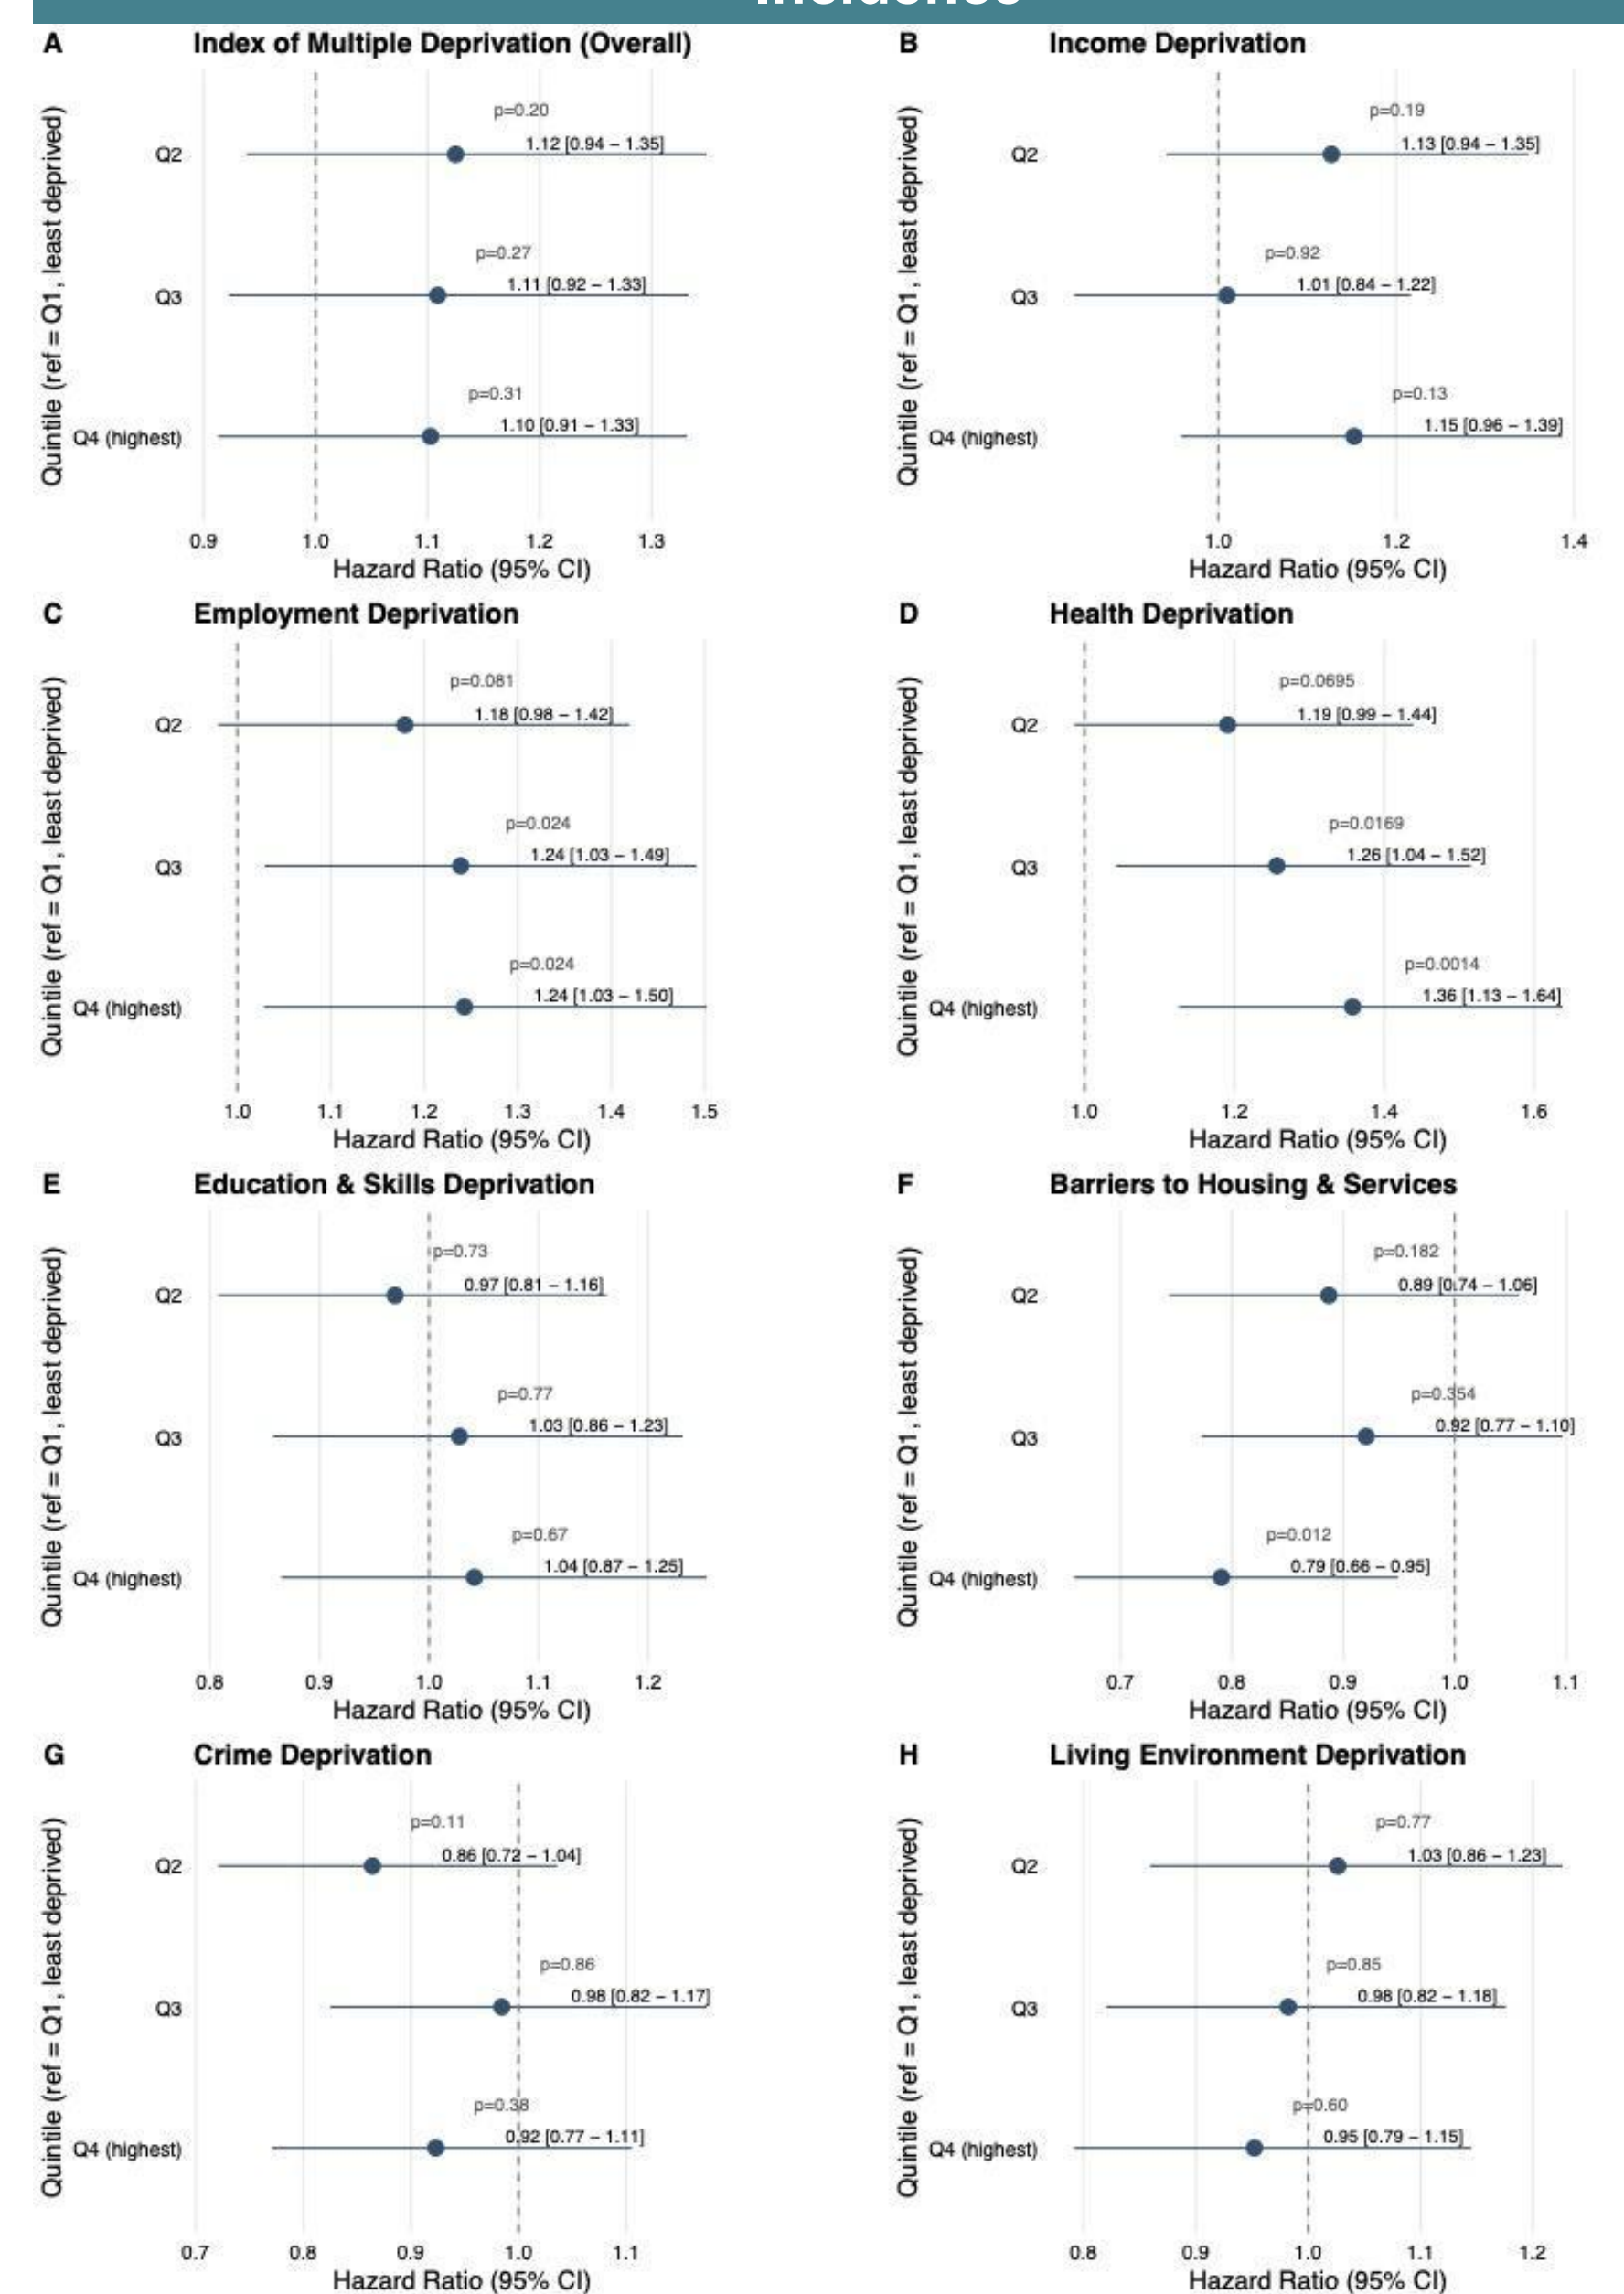 A Index of Multiple Deprivation (Overall)
Quintile (ref = Q1, least deprived)
p=0.20
Q2 1.12 [0.94 – 1.35]
p=0.27
Q3 1.11 [0.92 – 1.33]
p=0.31
Q4 (highest) 1.10 [0.91 – 1.33]
0.9 1.0 1.1 1.2 1.3
Hazard Ratio (95% CI)
B Income Deprivation
Quintile (ref = Q1, least deprived)
p=0.19
Q2 1.13 [0.94 – 1.35]
p=0.92
Q3 1.01 [0.84 – 1.22]
p=0.13
Q4 (highest) 1.15 [0.96 – 1.39]
1.0 1.2 1.4
Hazard Ratio (95% CI)
C Employment Deprivation
Quintile (ref = Q1, least deprived)
p=0.081
Q2 1.18 [0.98 – 1.42]
p=0.024
Q3 1.24 [1.03 – 1.49]
p=0.024
Q4 (highest) 1.24 [1.03 – 1.50]
1.0 1.1 1.2 1.3 1.4 1.5
Hazard Ratio (95% CI)
D Health Deprivation
Quintile (ref = Q1, least deprived)
p=0.0695
Q2 1.19 [0.99 – 1.44]
p=0.0169
Q3 1.26 [1.04 – 1.52]
p=0.0014
Q4 (highest) 1.36 [1.13 – 1.64]
1.0 1.2 1.4 1.6
Hazard Ratio (95% CI)
E Education & Skills Deprivation
Quintile (ref = Q1, least deprived)
p=0.73
Q2 0.97 [0.81 – 1.16]
p=0.77
Q3 1.03 [0.86 – 1.23]
p=0.67
Q4 (highest) 1.04 [0.87 – 1.25]
0.8 0.9 1.0 1.1 1.2
Hazard Ratio (95% CI)
F Barriers to Housing & Services
Quintile (ref = Q1, least deprived)
p=0.182
Q2 0.89 [0.74 – 1.06]
p=0.354
Q3 0.92 [0.77 – 1.10]
p=0.012
Q4 (highest) 0.79 [0.66 – 0.95]
0.7 0.8 0.9 1.0 1.1
Hazard Ratio (95% CI)
G Crime Deprivation
Quintile (ref = Q1, least deprived)
p=0.11
Q2 0.86 [0.72 – 1.04]
p=0.86
Q3 0.98 [0.82 – 1.17]
p=0.38
Q4 (highest) 0.92 [0.77 – 1.11]
0.7 0.8 0.9 1.0 1.1
Hazard Ratio (95% CI)
H Living Environment Deprivation
Quintile (ref = Q1, least deprived)
p=0.77
Q2 1.03 [0.86 – 1.23]
p=0.85
Q3 0.98 [0.82 – 1.18]
p=0.60
Q4 (highest) 0.95 [0.79 – 1.15]
0.8 0.9 1.0 1.1 1.2
Hazard Ratio (95% CI)